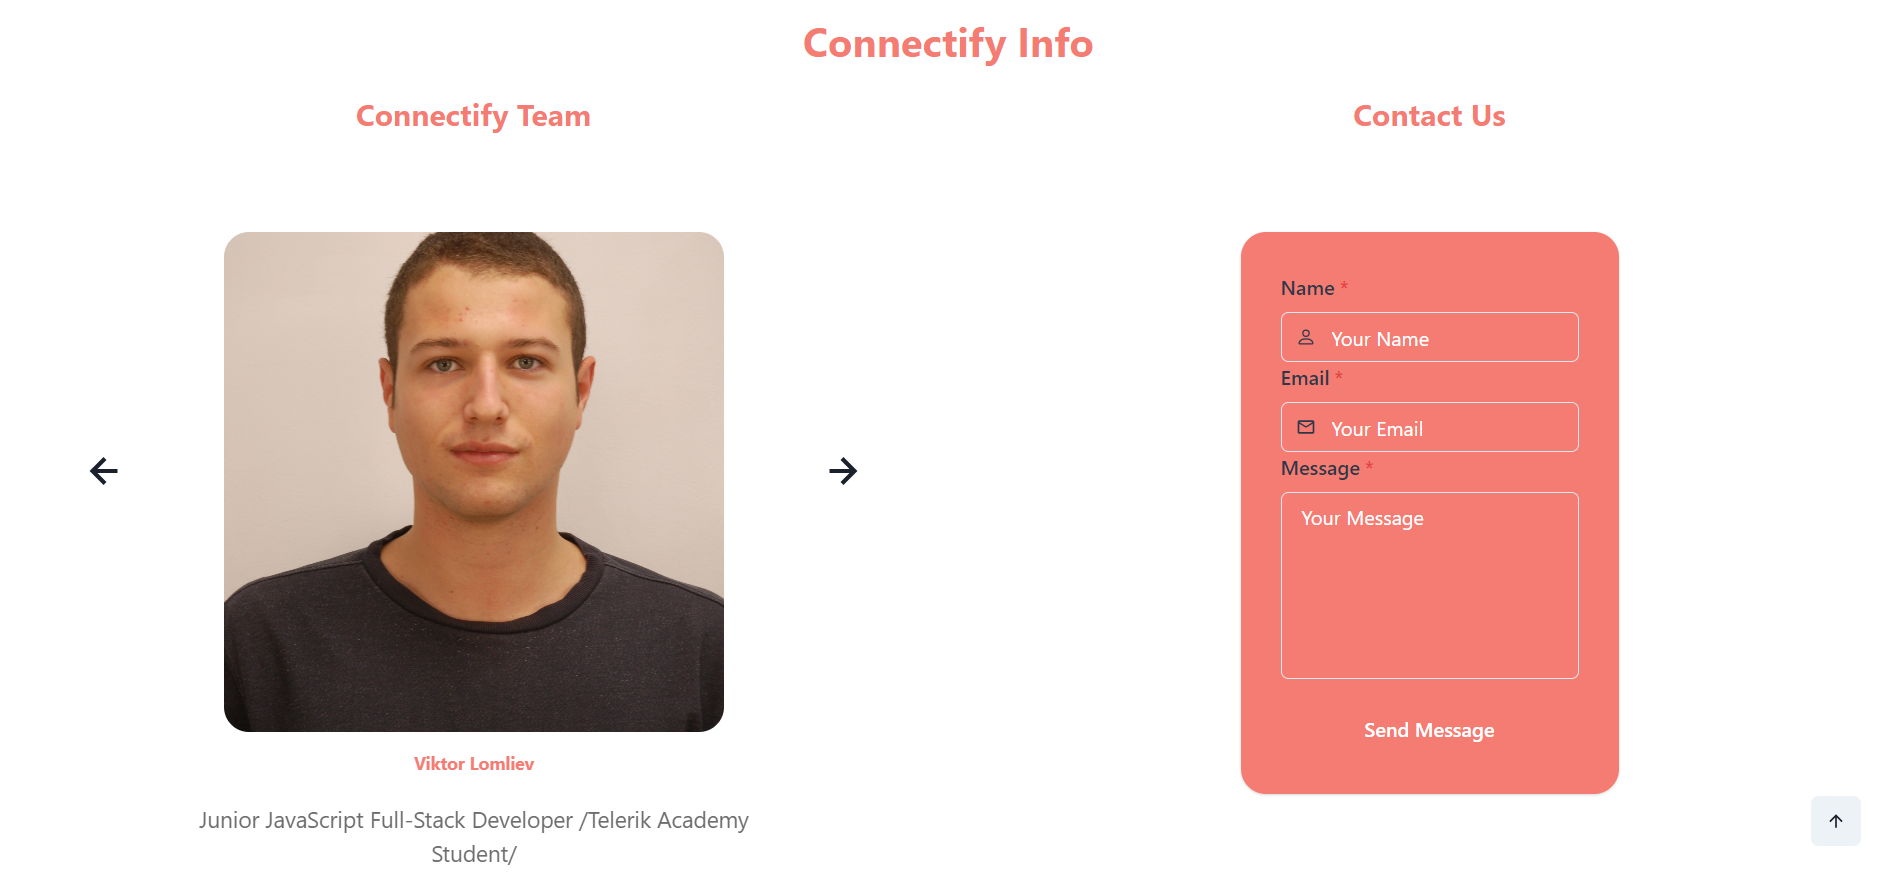 Connectify Info
Connectify Team
Viktor Lomliev
Junior JavaScript Full-Stack Developer /Telerik Academy
Student/
Contact Us
Name *
Your Name
Email *
Your Email
Message *
Your Message
Send Message